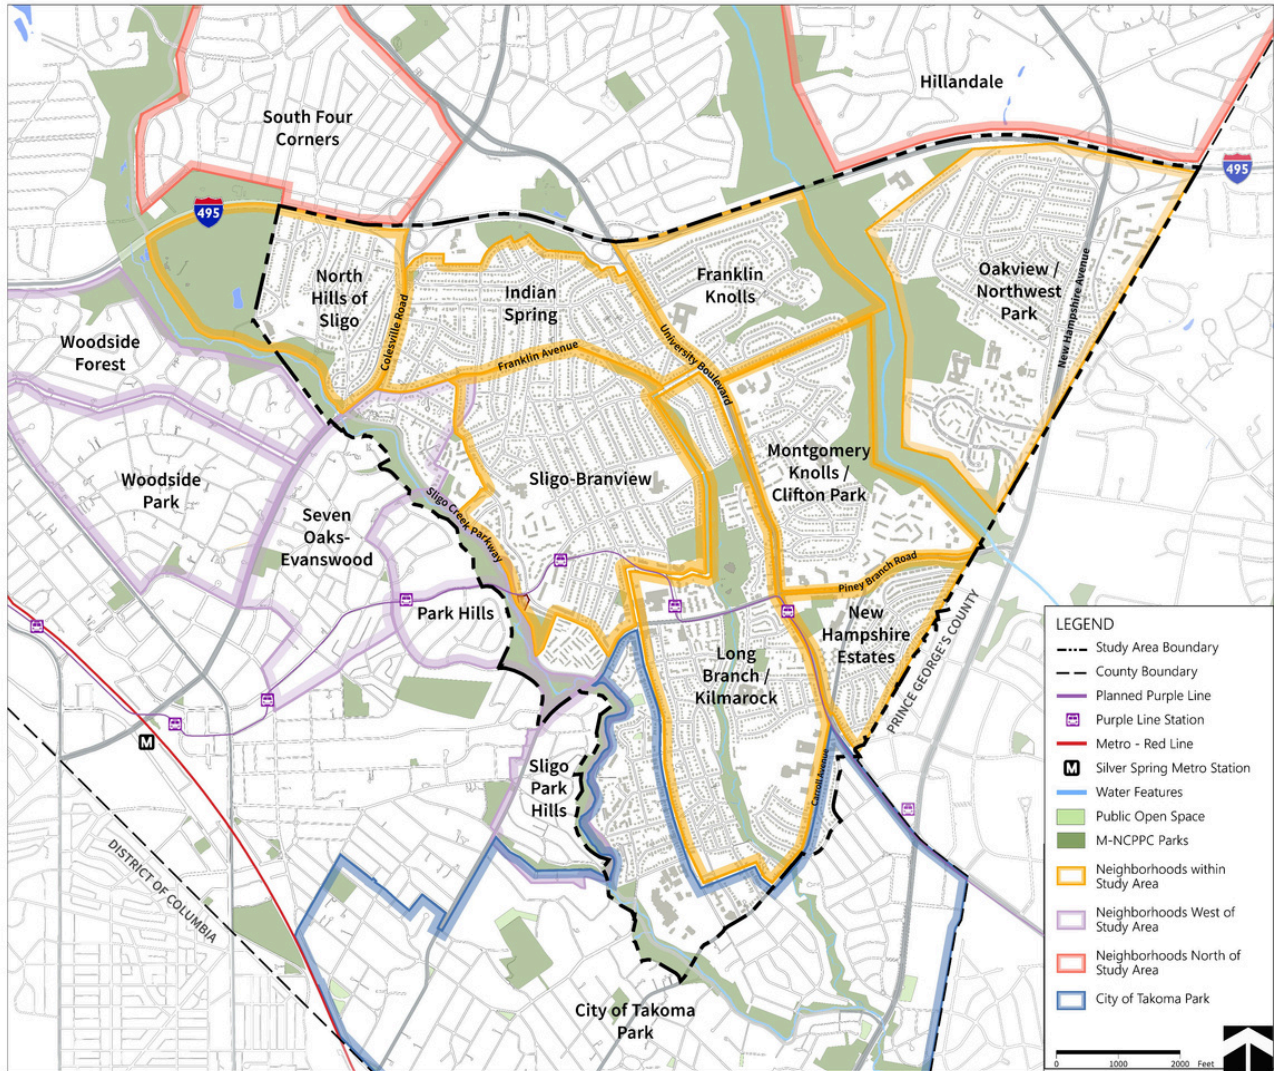 Hillandale
South Four
Corners
495
495
North
Hills of
Sligo
Colesville Road
Indian
Spring
Franklin
Knolls
Oakview /
Northwest
Park
New Hampshire Avenue
Woodside
Forest
Franklin Avenue
University Boulevard
Woodside
Park
Sligo-Branview
Montgomery
Knolls /
Clifton Park
Seven
Oaks-
Evanswood
Sligo Creek Parkway
Park Hills
Piney Branch Road
New
Hampshire
Estates
Long
Branch /
Kilmarock
PRINCE GEORGE'S COUNTY
M
Sligo
Park
Hills
Carroll Avenue
DISTRICT OF COLUMBIA
City of Takoma
Park
LEGEND
Study Area Boundary
County Boundary
Planned Purple Line
Purple Line Station
Metro - Red Line
M Silver Spring Metro Station
Water Features
Public Open Space
M-NCPPC Parks
Neighborhoods within
Study Area
Neighborhoods West of
Study Area
Neighborhoods North of
Study Area
City of Takoma Park
0 1000 2000 Feet